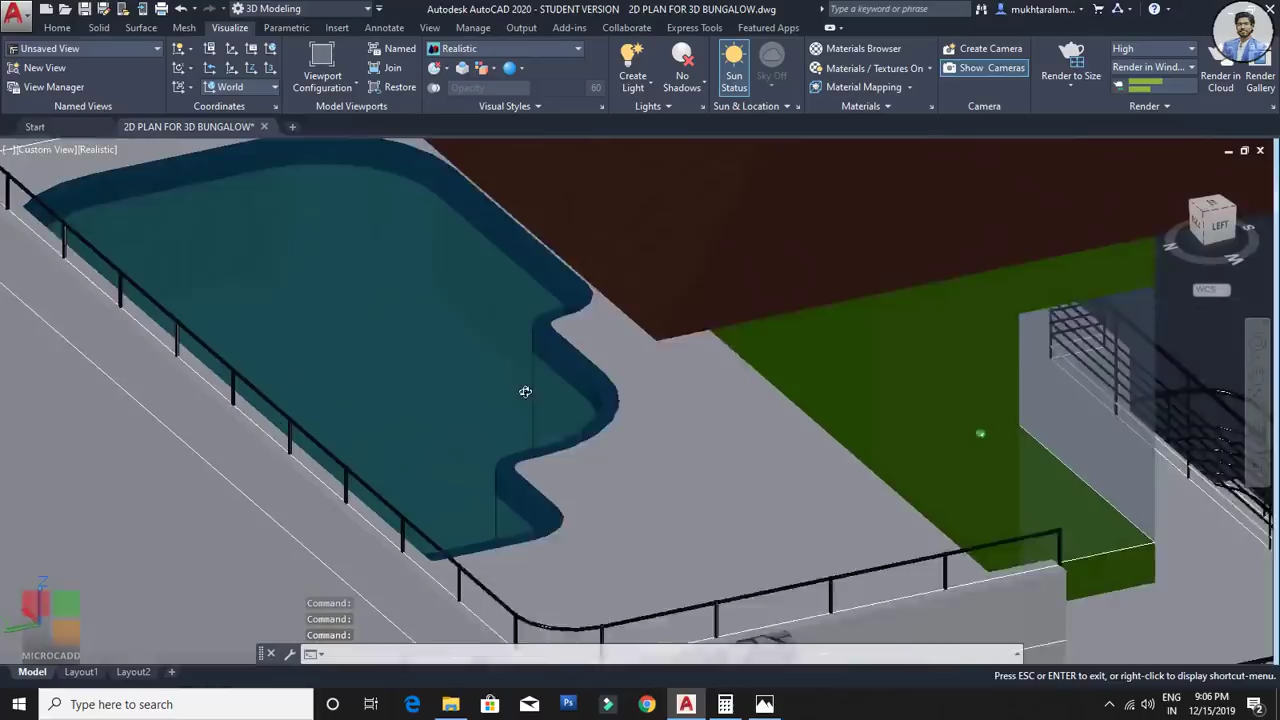 3D Modeling
Autodesk AutoCAD 2020 - STUDENT VERSION 2D PLAN FOR 3D BUNGALOW.dwg
Type a keyword or phrase
mukhtaralam...
Home Solid Surface Mesh Visualize Parametric Insert Annotate View Manage Output Add-ins Collaborate Express Tools Featured Apps
Unsaved View
New View
View Manager
Named Views
World
Coordinates
Viewport Configuration
Named
Join
Restore
Model Viewports
Realistic
Opacity 60
Visual Styles
Create Light
No Shadows
Lights
Sun Status
Sky Off
Sun & Location
Materials Browser
Materials / Textures On
Material Mapping
Materials
Create Camera
Show Cameras
Camera
Render to Size
High
Render in Wind...
Render in Cloud
Render Gallery
Render
Start
2D PLAN FOR 3D BUNGALOW*
[-][Custom View][Realistic]
LEFT
N
S
W
WCS
Z
Command:
Command:
Command:
MICROCADD
Model Layout1 Layout2 +
Press ESC or ENTER to exit, or right-click to display shortcut-menu.
Type here to search
Ps
A
ENG
IN
9:06 PM
12/15/2019
2